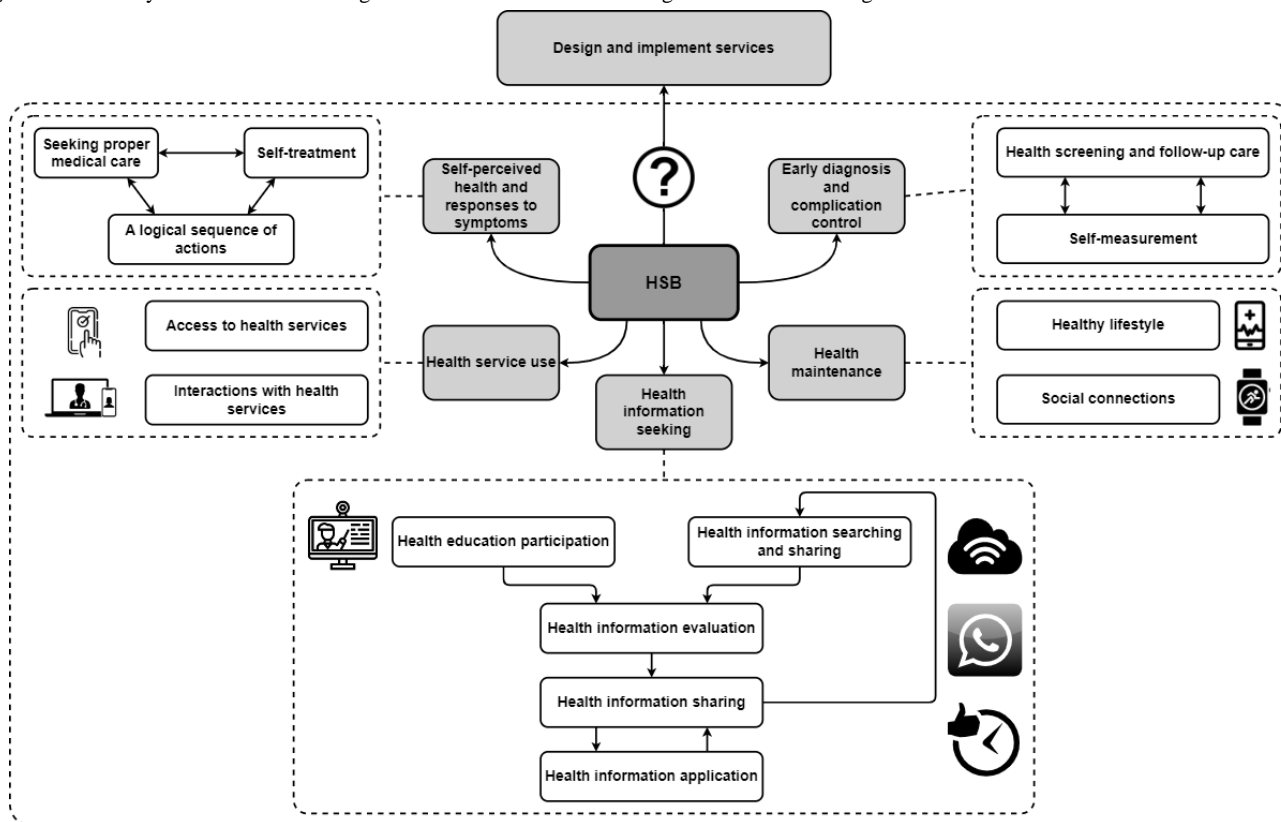 Design and implement services
Seeking proper
medical care
Self-treatment
A logical sequence of
actions
Self-perceived
health and
responses to
symptoms
?
Early diagnosis
and
complication
control
Health screening and follow-up care
Self-measurement
HSB
Access to health services
Interactions with health
services
Health service use
Health
information
seeking
Health
maintenance
Healthy lifestyle
Social connections
Health education participation
Health information searching
and sharing
Health information evaluation
Health information sharing
Health information application